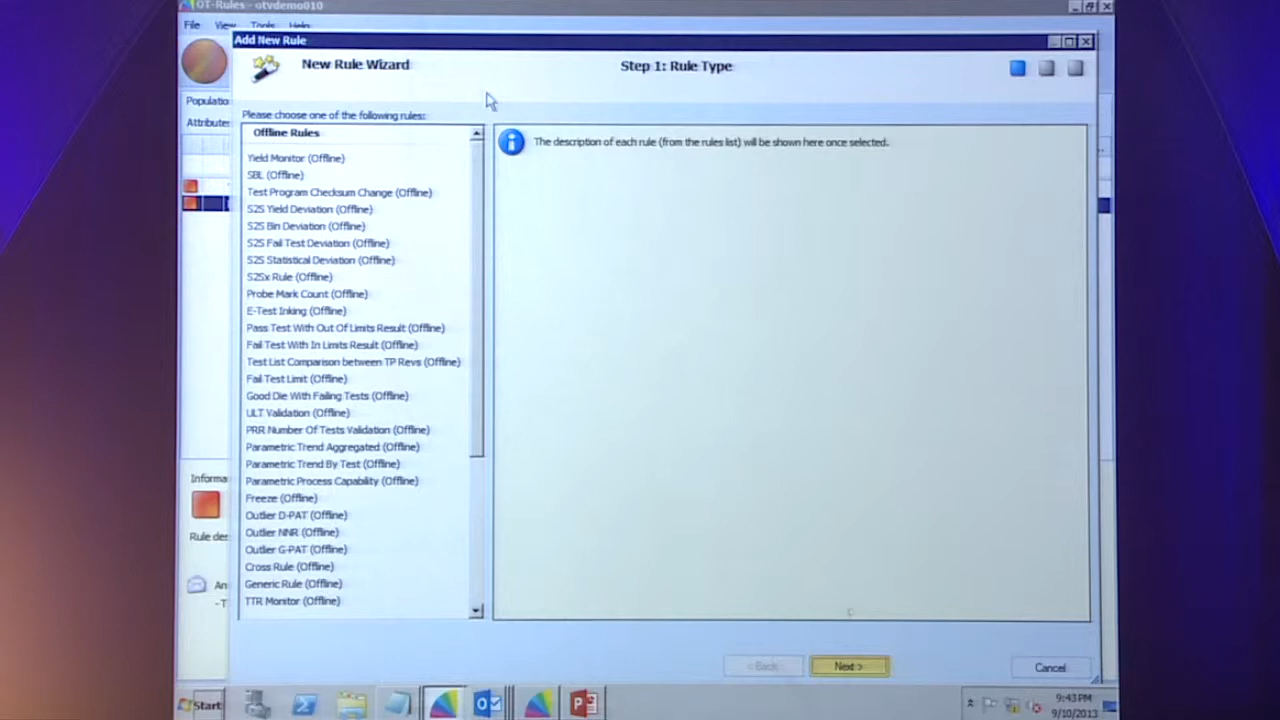 OT-Rules - otvdemo010
File View Tools Help
Add New Rule
New Rule Wizard
Step 1: Rule Type
Populatio
Attributes
Please choose one of the following rules:
Offline Rules
Yield Monitor (Offline)
SBL (Offline)
Test Program Checksum Change (Offline)
S2S Yield Deviation (Offline)
S2S Bin Deviation (Offline)
S2S Fail Test Deviation (Offline)
S2S Statistical Deviation (Offline)
S2Sx Rule (Offline)
Probe Mark Count (Offline)
E-Test Inking (Offline)
Pass Test With Out Of Limits Result (Offline)
Fail Test With In Limits Result (Offline)
Test List Comparison between TP Revs (Offline)
Fail Test Limit (Offline)
Good Die With Failing Tests (Offline)
ULT Validation (Offline)
PRR Number Of Tests Validation (Offline)
Parametric Trend Aggregated (Offline)
Parametric Trend By Test (Offline)
Parametric Process Capability (Offline)
Freeze (Offline)
Outlier D-PAT (Offline)
Outlier NNR (Offline)
Outlier G-PAT (Offline)
Cross Rule (Offline)
Generic Rule (Offline)
TTR Monitor (Offline)
The description of each rule (from the rules list) will be shown here once selected.
Informa
Rule des
An
- T
< Back
Next >
Cancel
Start
9:43 PM
9/10/2013